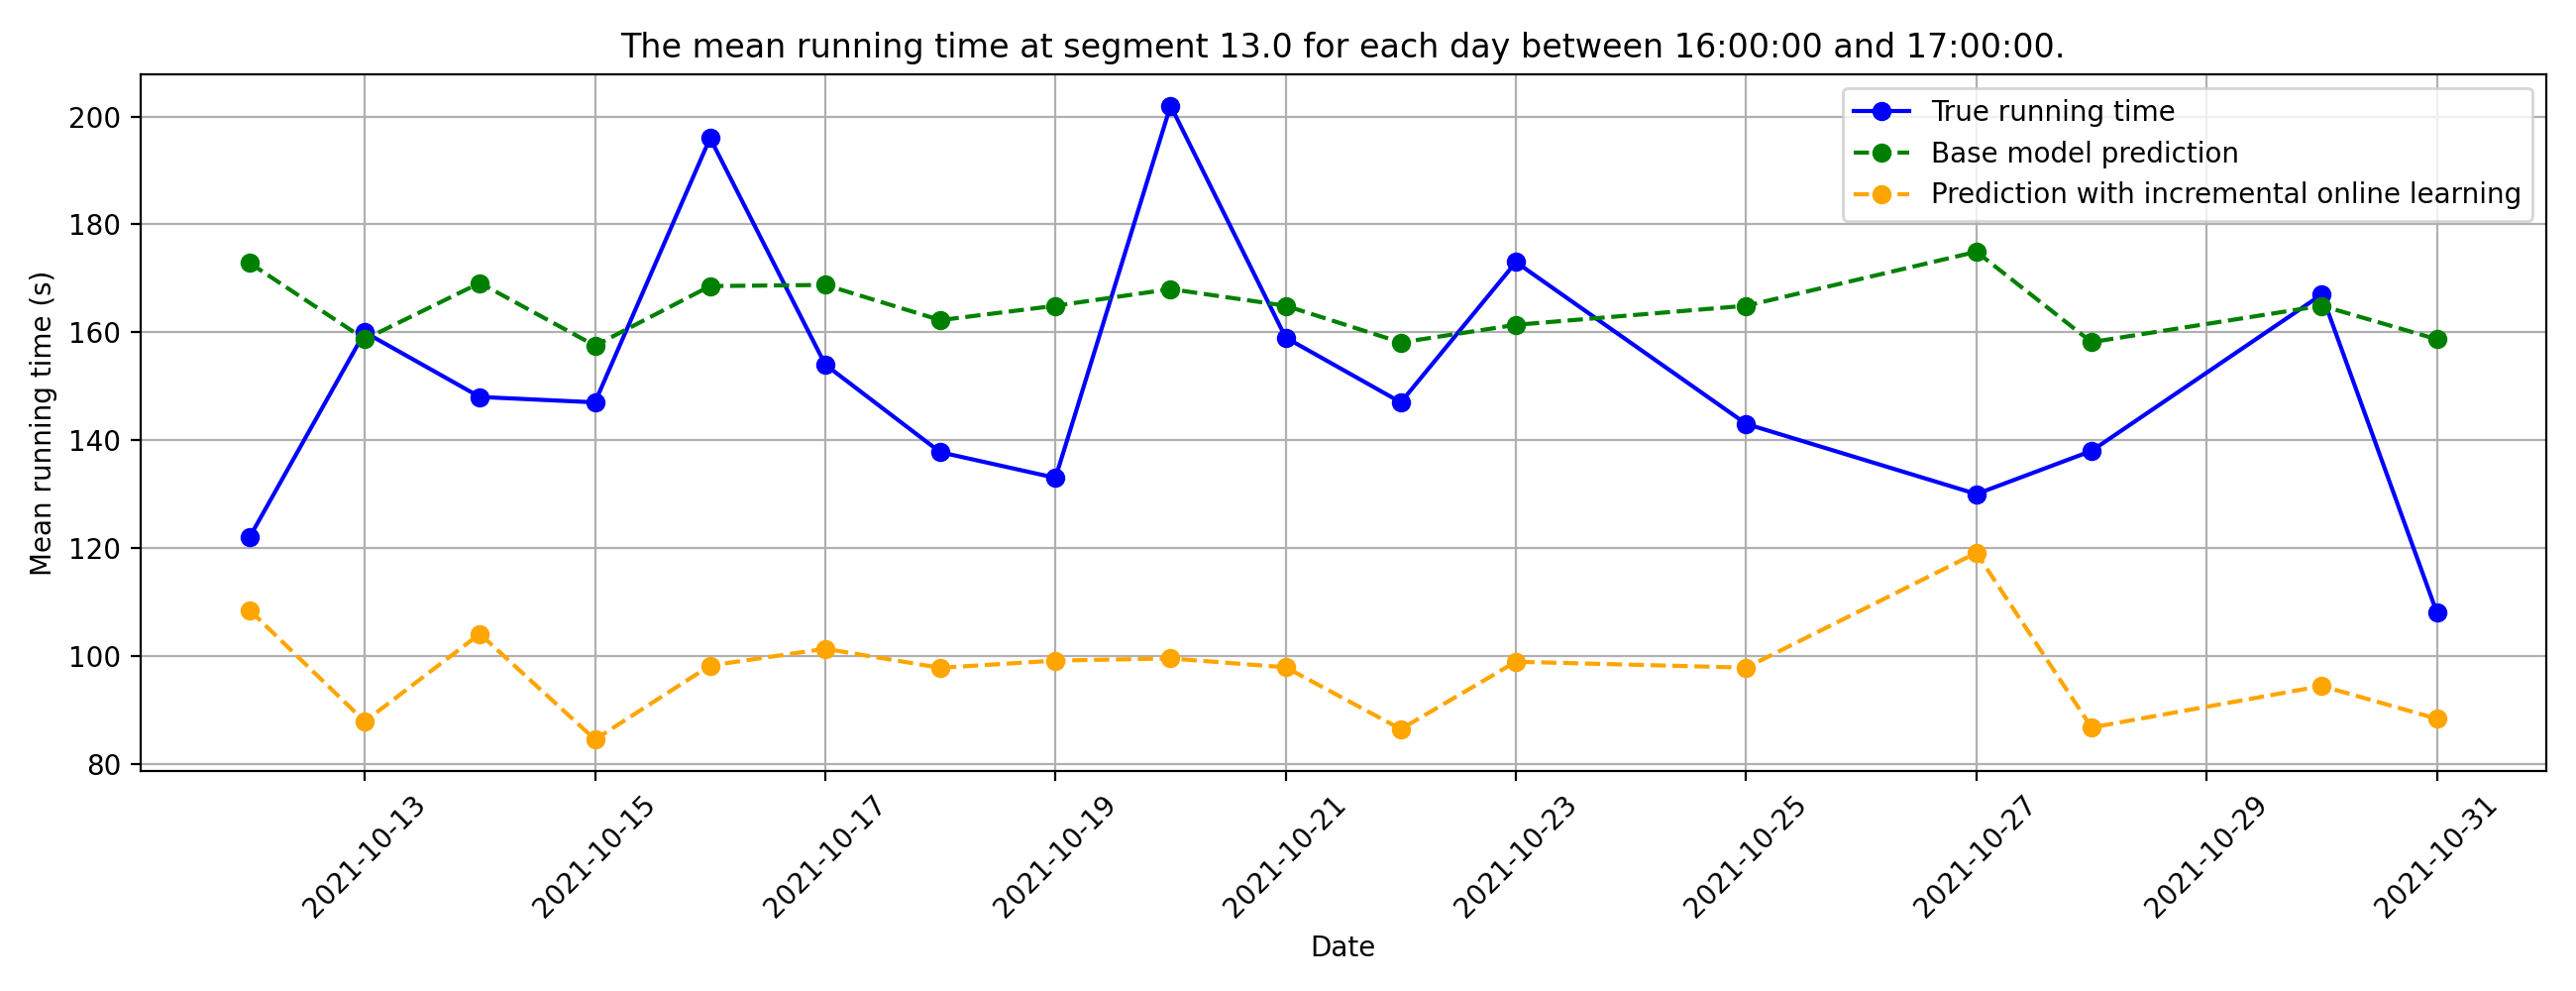 The mean running time at segment 13.0 for each day between 16:00:00 and 17:00:00.
True running time
Base model prediction
Prediction with incremental online learning
Mean running time (s)
200
180
160
140
120
100
80
2021-10-13
2021-10-15
2021-10-17
2021-10-19
2021-10-21
2021-10-23
2021-10-25
2021-10-27
2021-10-29
2021-10-31
Date